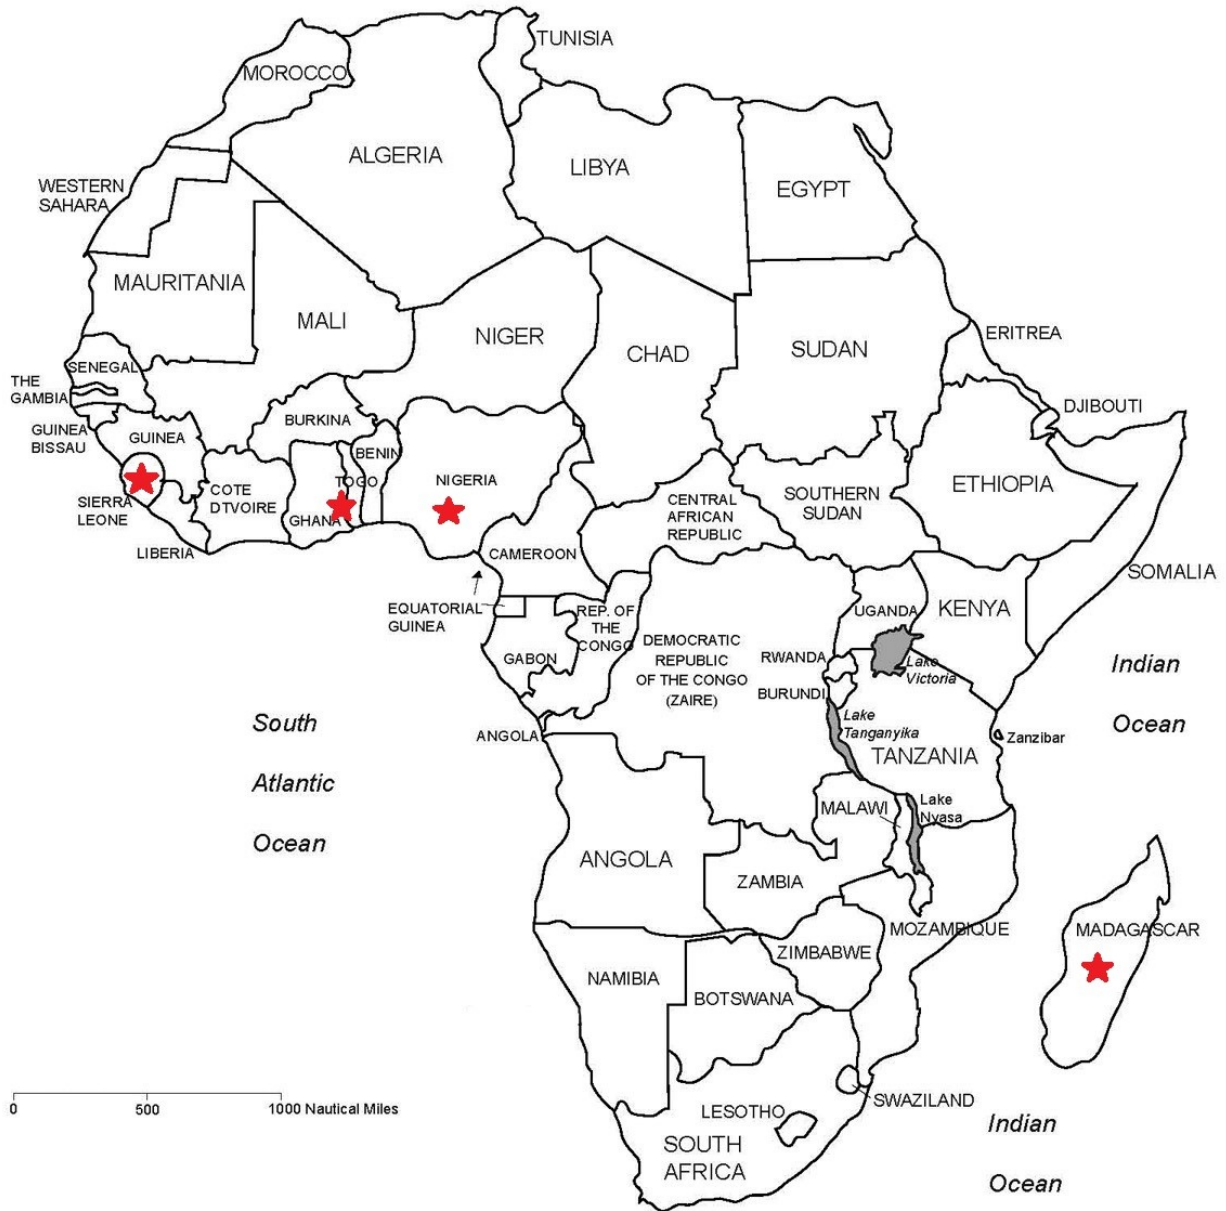 TUNISIA
MOROCCO
ALGERIA
LIBYA
EGYPT
WESTERN
SAHARA
MAURITANIA
MALI
NIGER
CHAD
SUDAN
ERITREA
SENEGAL
THE
GAMBIA
DJIBOUTI
GUINEA
BISSAU
GUINEA
BURKINA
BENIN
TOGO
NIGERIA
SIERRA
LEONE
COTE
DTVOIRE
GHANA
LIBERIA
CENTRAL
AFRICAN
REPUBLIC
SOUTHERN
SUDAN
ETHIOPIA
CAMEROON
SOMALIA
EQUATORIAL
GUINEA
REP. OF
THE
CONGO
UGANDA
KENYA
GABON
DEMOCRATIC
REPUBLIC
OF THE CONGO
(ZAIRE)
RWANDA
BURUNDI
Lake
Victoria
Indian
Ocean
South
Atlantic
Ocean
ANGOLA
Lake
Tanganyika
TANZANIA
Zanzibar
MALAWI
Lake
Nyasa
ANGOLA
ZAMBIA
MOZAMBIQUE
MADAGASCAR
NAMIBIA
ZIMBABWE
BOTSWANA
0 500 1000 Nautical Miles
SWAZILAND
LESOTHO
SOUTH
AFRICA
Indian
Ocean